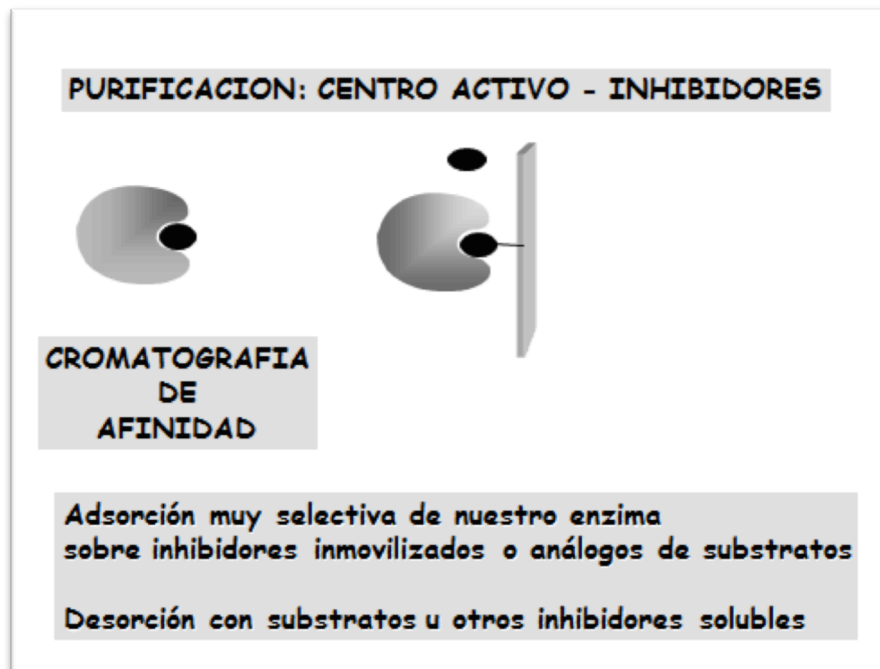 PURIFICACION: CENTRO ACTIVO - INHIBIDORES
CROMATOGRAFIA
DE
AFINIDAD
Adsorción muy selectiva de nuestro enzima
sobre inhibidores inmovilizados o análogos de substratos
Desorción con substratos u otros inhibidores solubles